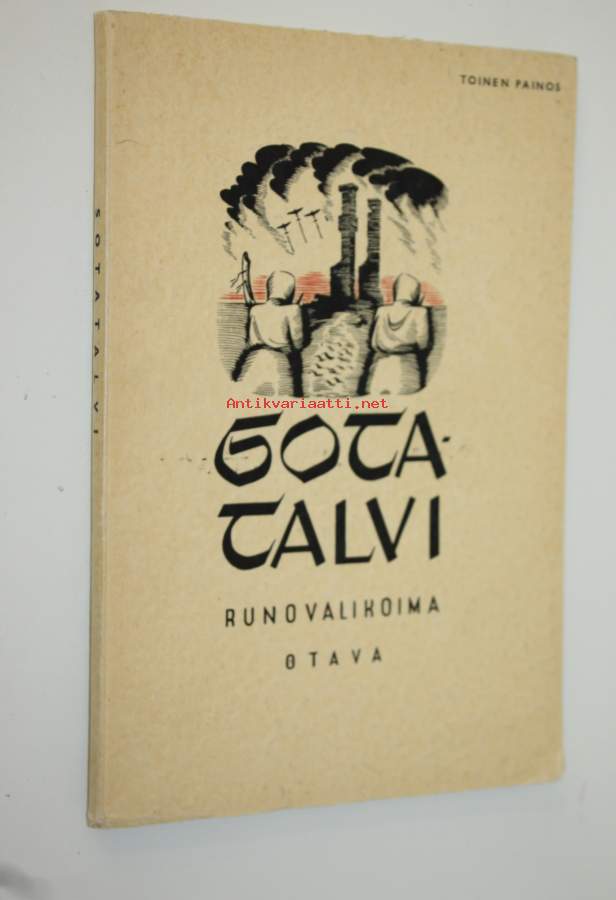 TOINEN PAINOS
Antikvariaatti.net
SOTA-
TALVI
RUNOVALIKOIMA
OTAVA
SOTATALVI